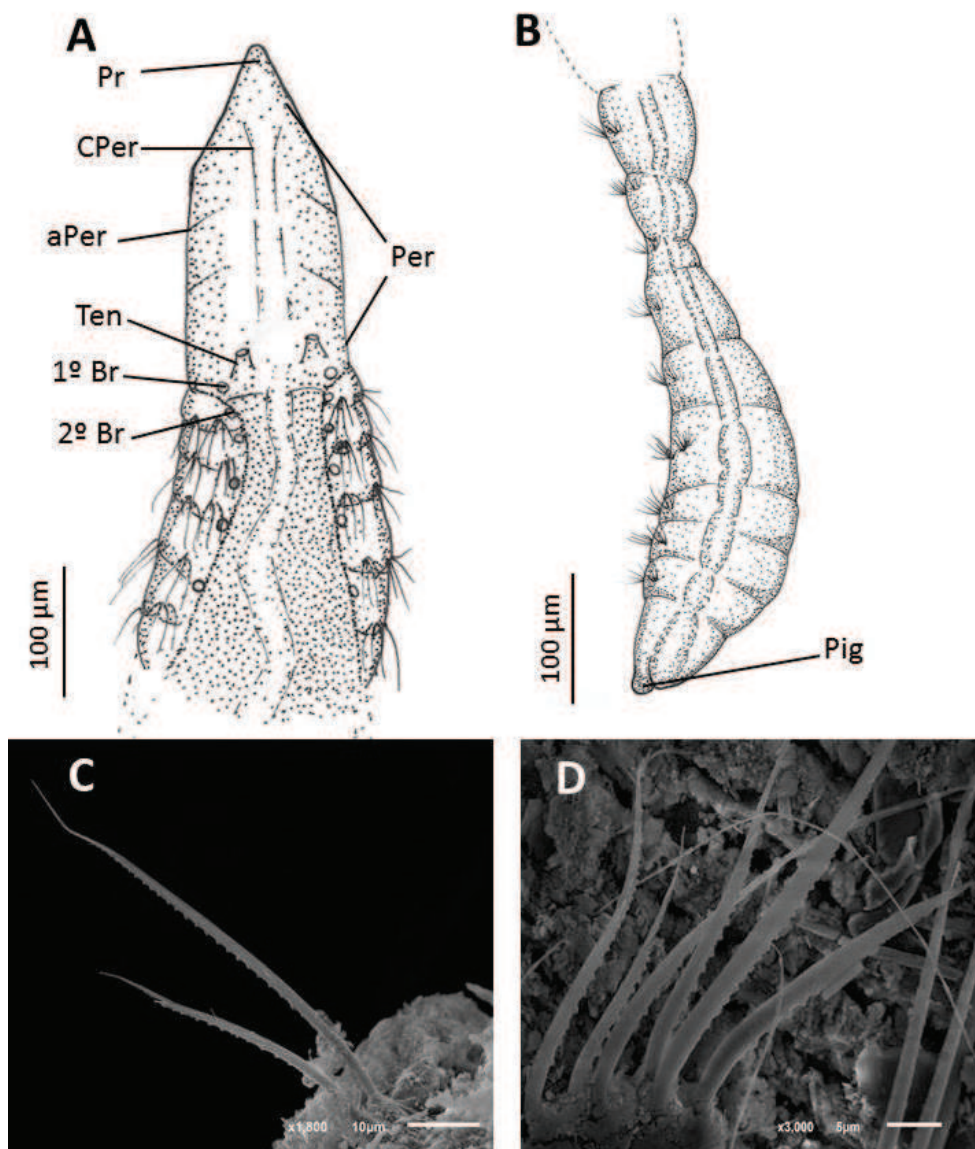 A
Pr
CPer
aPer
Per
Ten
1º Br
2º Br
100 µm
B
100 µm
Pig
C
x1,800 10µm
D
x3,000 5µm